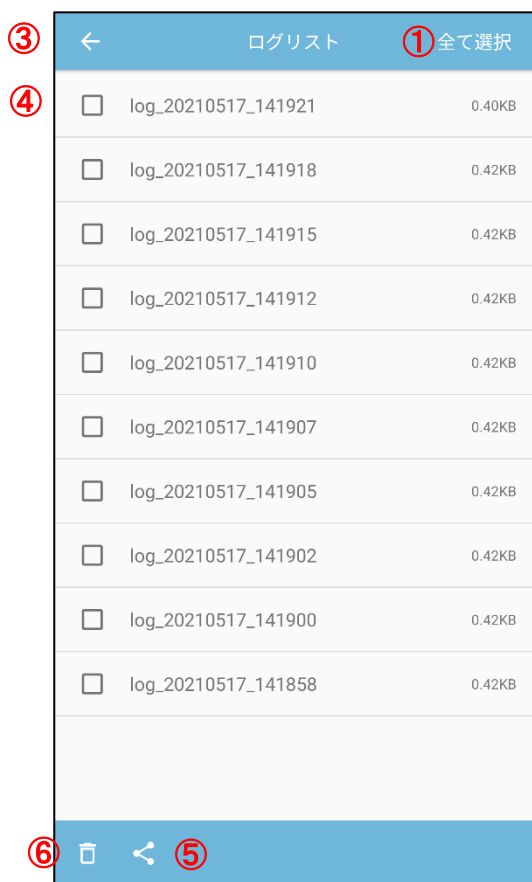 ③ ← ログリスト ①全て選択
④ log_20210517_141921 0.40KB
log_20210517_141918 0.42KB
log_20210517_141915 0.42KB
log_20210517_141912 0.42KB
log_20210517_141910 0.42KB
log_20210517_141907 0.42KB
log_20210517_141905 0.42KB
log_20210517_141902 0.42KB
log_20210517_141900 0.42KB
log_20210517_141858 0.42KB
⑥ ⑤